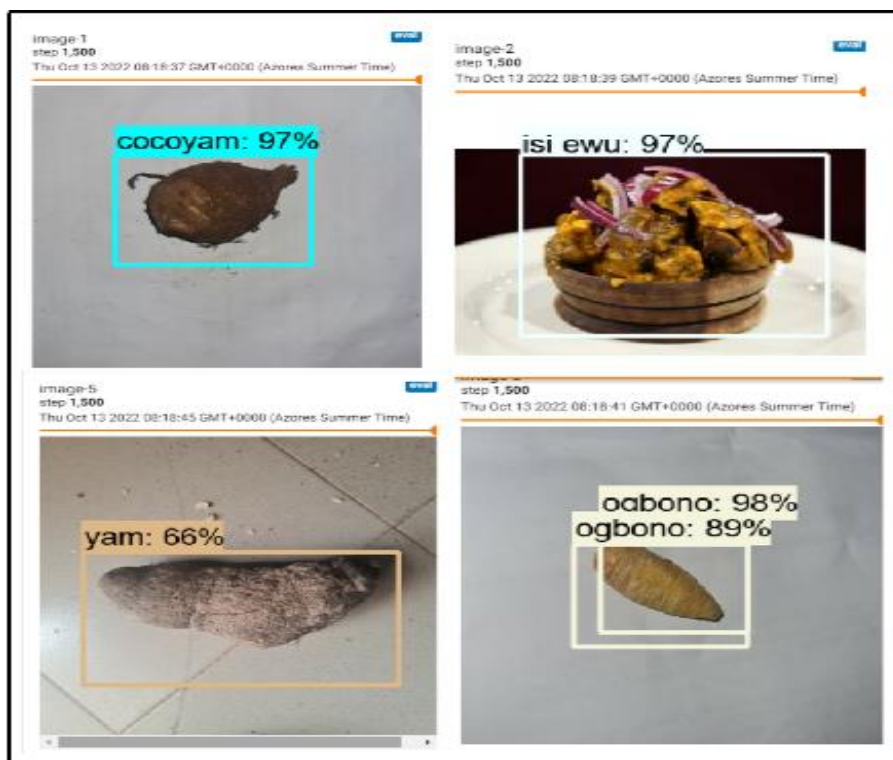 image-1
eval
step 1,500
Thu Oct 13 2022 08:18:37 GMT+0000 (Azores Summer Time)
cocoyam: 97%
image-2
eval
step 1,500
Thu Oct 13 2022 08:18:39 GMT+0000 (Azores Summer Time)
isi ewu: 97%
image-5
eval
step 1,500
Thu Oct 13 2022 08:18:45 GMT+0000 (Azores Summer Time)
yam: 66%
step 1,500
Thu Oct 13 2022 08:18:41 GMT+0000 (Azores Summer Time)
ogbono: 98%
ogbono: 89%